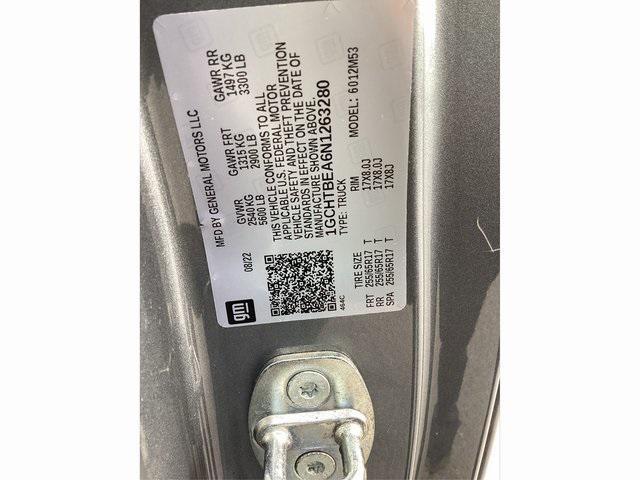 MFD BY GENERAL MOTORS LLC
08/22 GVWR GAWR FRT GAWR RR
2540 KG 1315 KG 1497 KG
5600 LB 2900 LB 3300 LB
THIS VEHICLE CONFORMS TO ALL
APPLICABLE U.S. FEDERAL MOTOR
VEHICLE SAFETY, AND THEFT PREVENTION
STANDARDS IN EFFECT ON THE DATE OF
MANUFACTURE SHOWN ABOVE.
1GCHTBEA6N1263280
TYPE: TRUCK MODEL: 6012M53
gm
464C
TIRE SIZE RIM
FRT 255/65R17 T 17X8.0J
RR 255/65R17 T 17X8.0J
SPA 255/65R17 T 17X8J